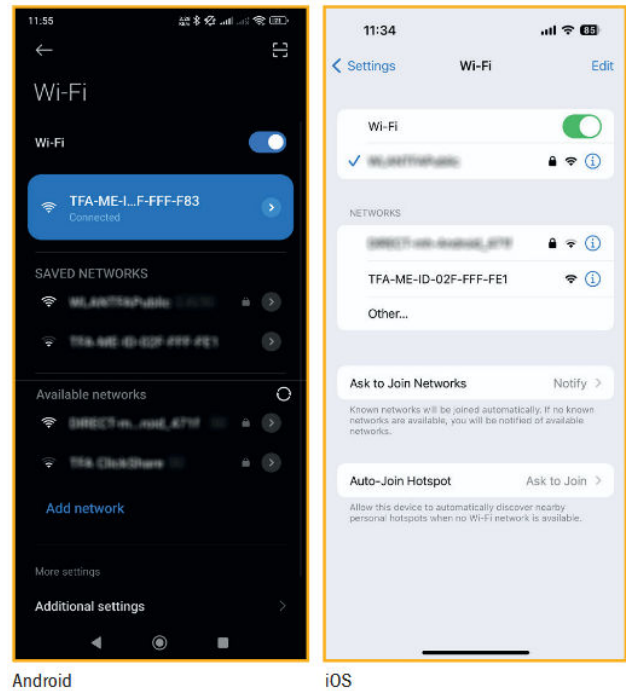 11:55
Wi-Fi
Wi-Fi
TFA-ME-I...F-FFF-F83
Connected
SAVED NETWORKS
Available networks
Add network
More settings
Additional settings
Android
11:34
85
Settings
Wi-Fi
Edit
Wi-Fi
NETWORKS
TFA-ME-ID-02F-FFF-FE1
Other...
Ask to Join Networks
Notify
Known networks will be joined automatically. If no known
networks are available, you will be notified of available
networks.
Auto-Join Hotspot
Ask to Join
Allow this device to automatically discover nearby
personal hotspots when no Wi-Fi network is available.
iOS